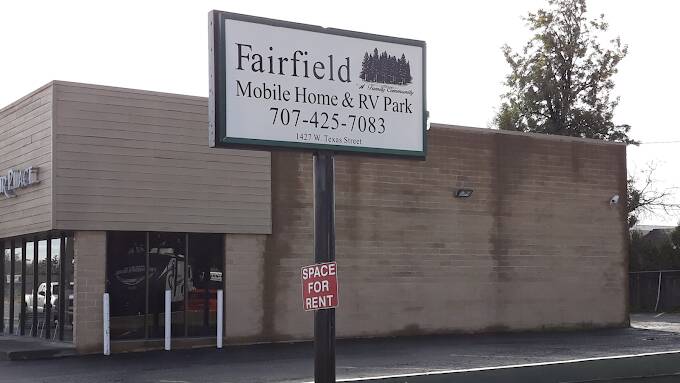 Fairfield
A Family Community
Mobile Home & RV Park
707-425-7083
1427 W. Texas Street
SPACE
FOR
RENT